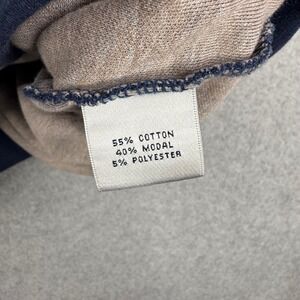 55% COTTON
40% MODAL
5% POLYESTER